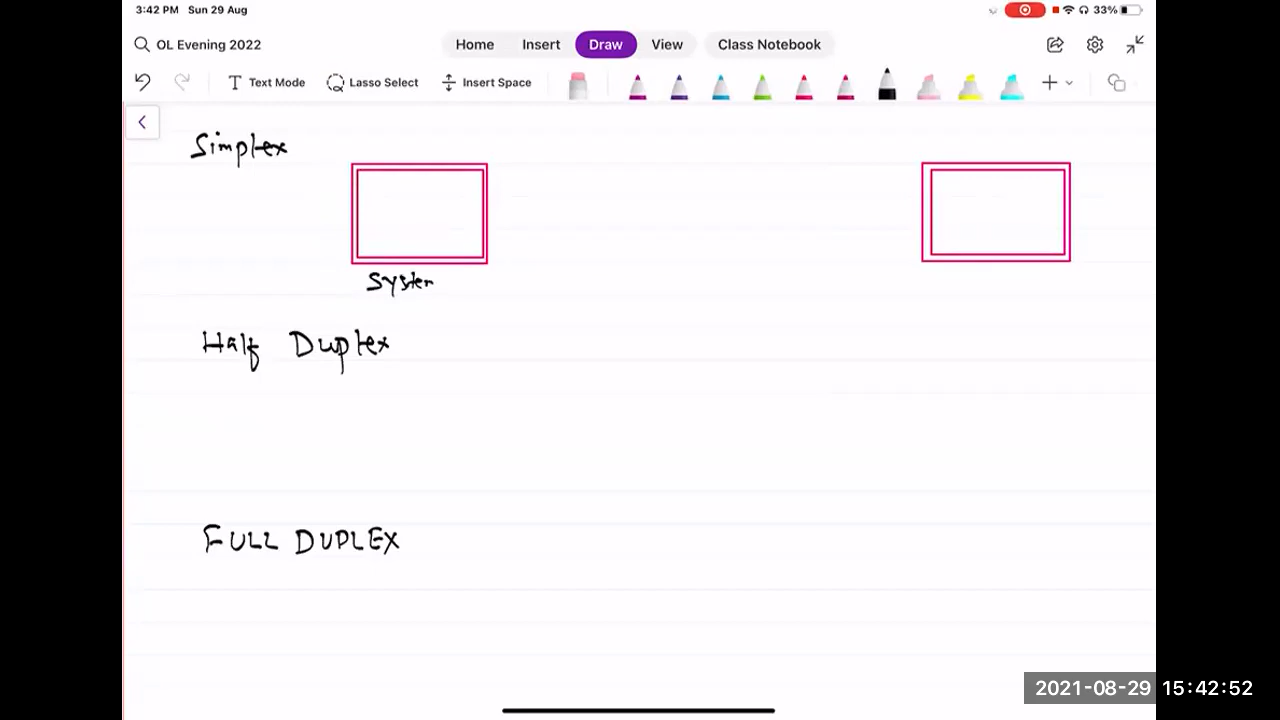 3:42 PM Sun 29 Aug
33%
OL Evening 2022
Home Insert Draw View Class Notebook
Text Mode Lasso Select Insert Space
Simplex
System
Half Duplex
FULL DUPLEX
2021-08-29 15:42:52